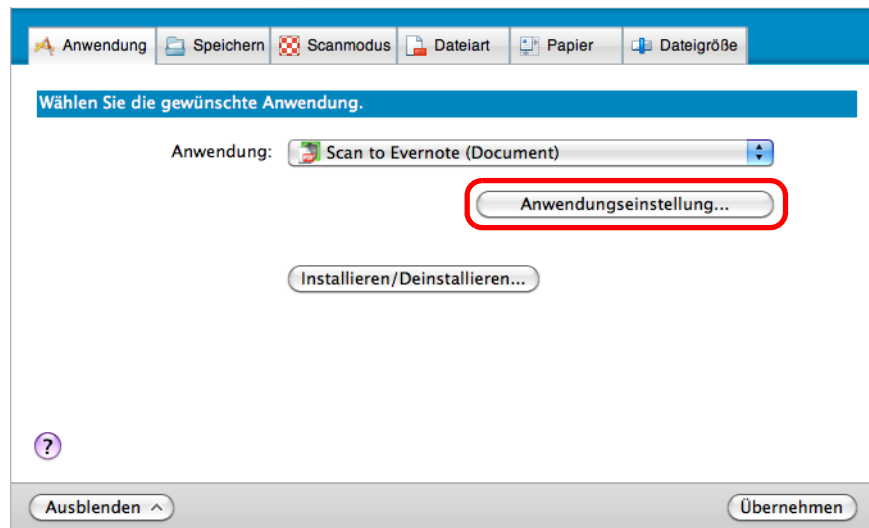 Anwendung Speichern Scanmodus Dateiart Papier Dateigröße
Wählen Sie die gewünschte Anwendung.
Anwendung: Scan to Evernote (Document)
Anwendungseinstellung...
Installieren/Deinstallieren...
?
Ausblenden Übernehmen